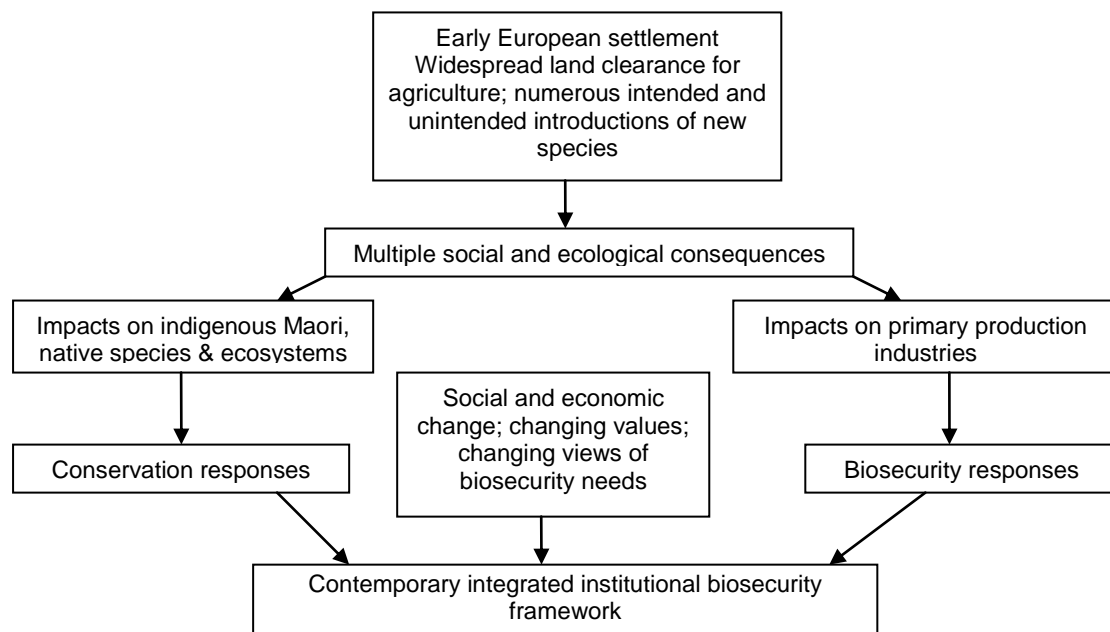 Early European settlement
Widespread land clearance for
agriculture; numerous intended and
unintended introductions of new
species
Multiple social and ecological consequences
Impacts on indigenous Maori,
native species & ecosystems
Impacts on primary production
industries
Social and economic
change; changing values;
changing views of
biosecurity needs
Conservation responses
Biosecurity responses
Contemporary integrated institutional biosecurity
framework